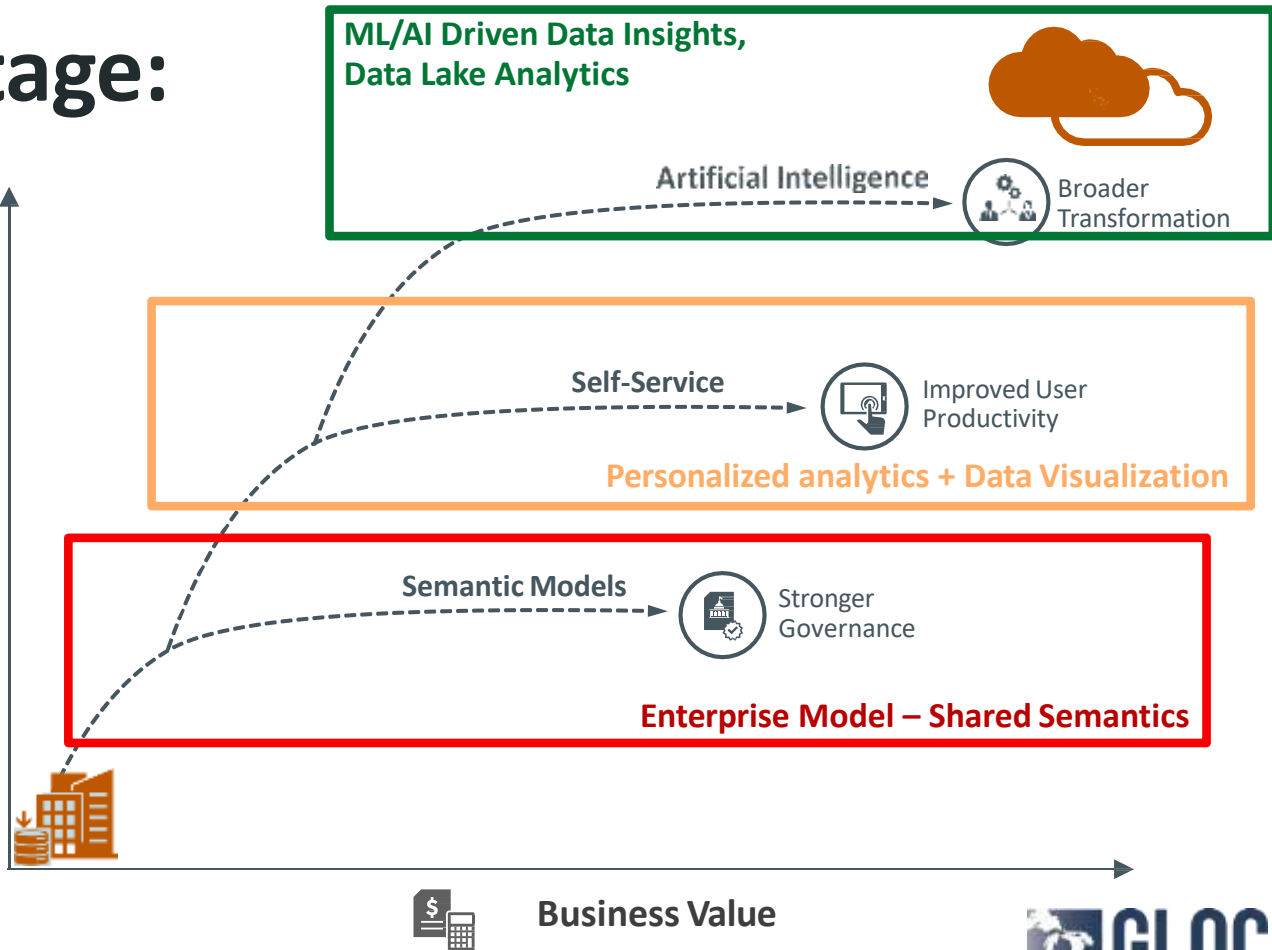 tage:
ML/AI Driven Data Insights,
Data Lake Analytics
Artificial Intelligence
Broader
Transformation
Self-Service
Improved User
Productivity
Personalized analytics + Data Visualization
Semantic Models
Stronger
Governance
Enterprise Model – Shared Semantics
$
Business Value
GLOC